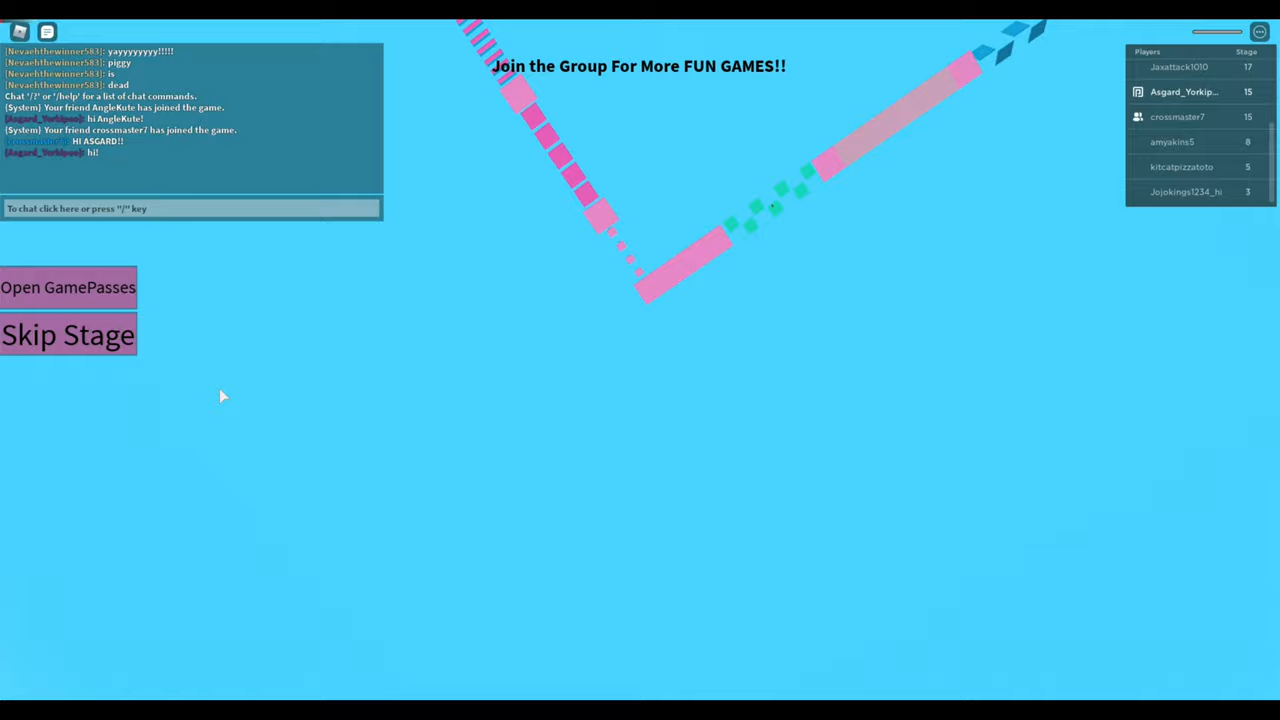 {Nevaehthewinner583}: yayyyyyyyy!!!!!
{Nevaehthewinner583}: piggy
{Nevaehthewinner583}: is
{Nevaehthewinner583}: dead
Chat '/?' or '/help' for a list of chat commands.
{System} Your friend AngleKute has joined the game.
{Asgard_Yorkipoo}: hi AngleKute!
{System} Your friend crossmaster7 has joined the game.
{crossmaster7}: HI ASGARD!!
{Asgard_Yorkipoo}: hi!
To chat click here or press "/" key
Open GamePasses
Skip Stage
Join the Group For More FUN GAMES!!
Players Stage
Jaxattack1010 17
Asgard_Yorkip... 15
crossmaster7 15
amyakins5 8
kitcatpizzatoto 5
Jojokings1234_hi 3